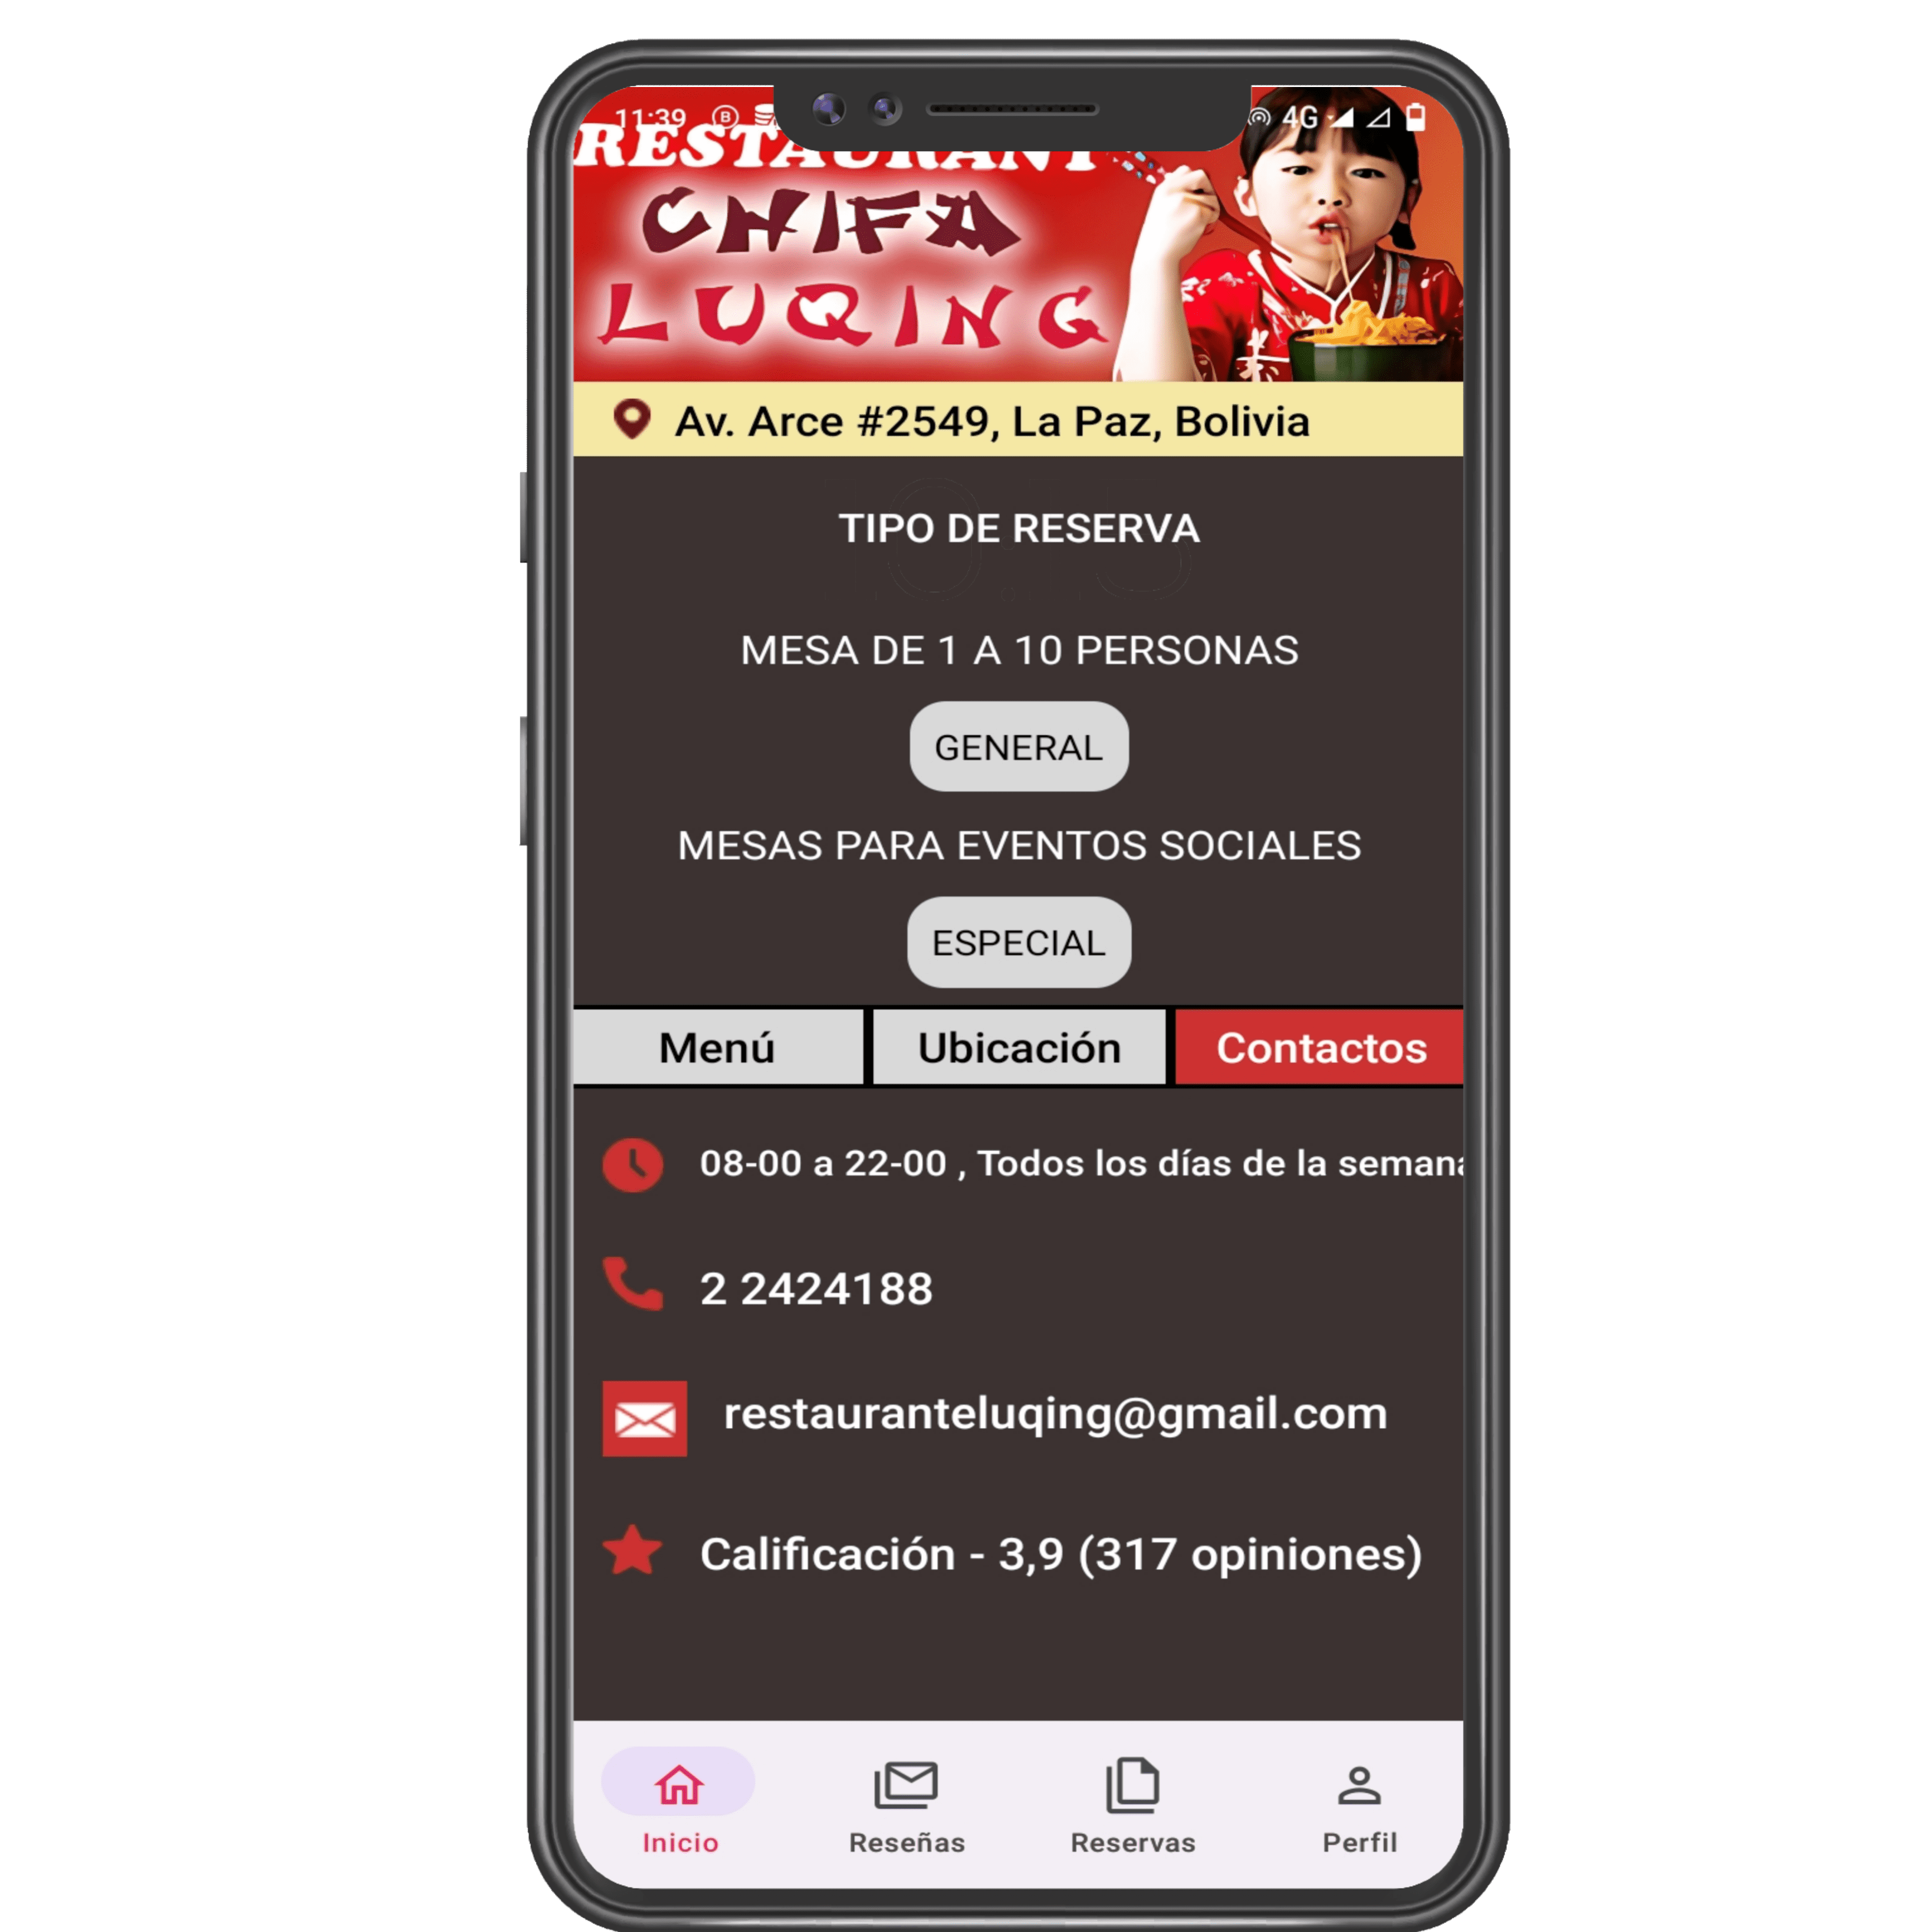 11:39
4G
RESTAURANT
CHIFA
LUQING
Av. Arce #2549, La Paz, Bolivia
TIPO DE RESERVA
MESA DE 1 A 10 PERSONAS
GENERAL
MESAS PARA EVENTOS SOCIALES
ESPECIAL
Menú Ubicación Contactos
08-00 a 22-00 , Todos los días de la semana
2 2424188
restauranteluqing@gmail.com
Calificación - 3,9 (317 opiniones)
Inicio Reseñas Reservas Perfil